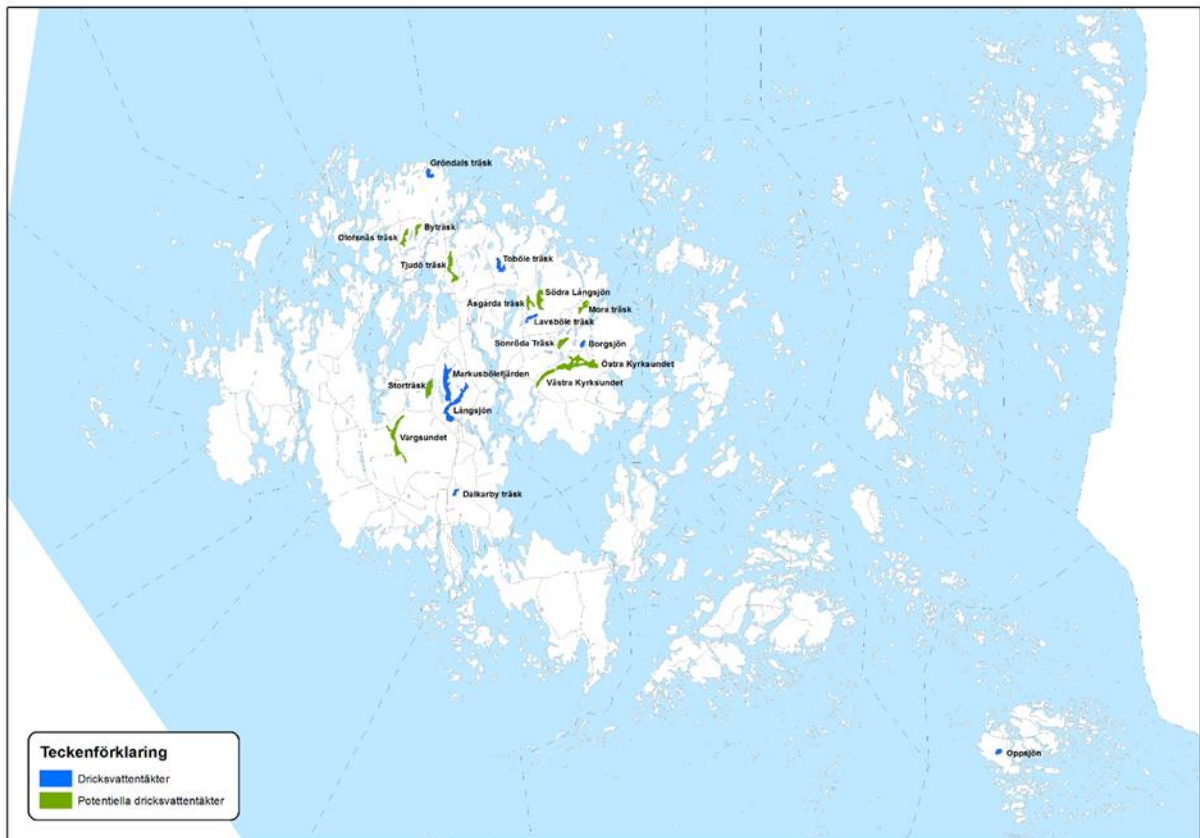 Gröndals träsk
Byträsk
Olofsnäs träsk
Toböle träsk
Tjudö träsk
Södra Långsjön
Åsgårda träsk
Mora träsk
Lavsböle träsk
Sonröda Träsk
Borgsjön
Östra Kyrksundet
Markusbölefjärden
Västra Kyrksundet
Storträsk
Långsjön
Vargsundet
Dalkarby träsk
Oppsjön
Teckenförklaring
Dricksvattentäkter
Potentiella dricksvattentäkter